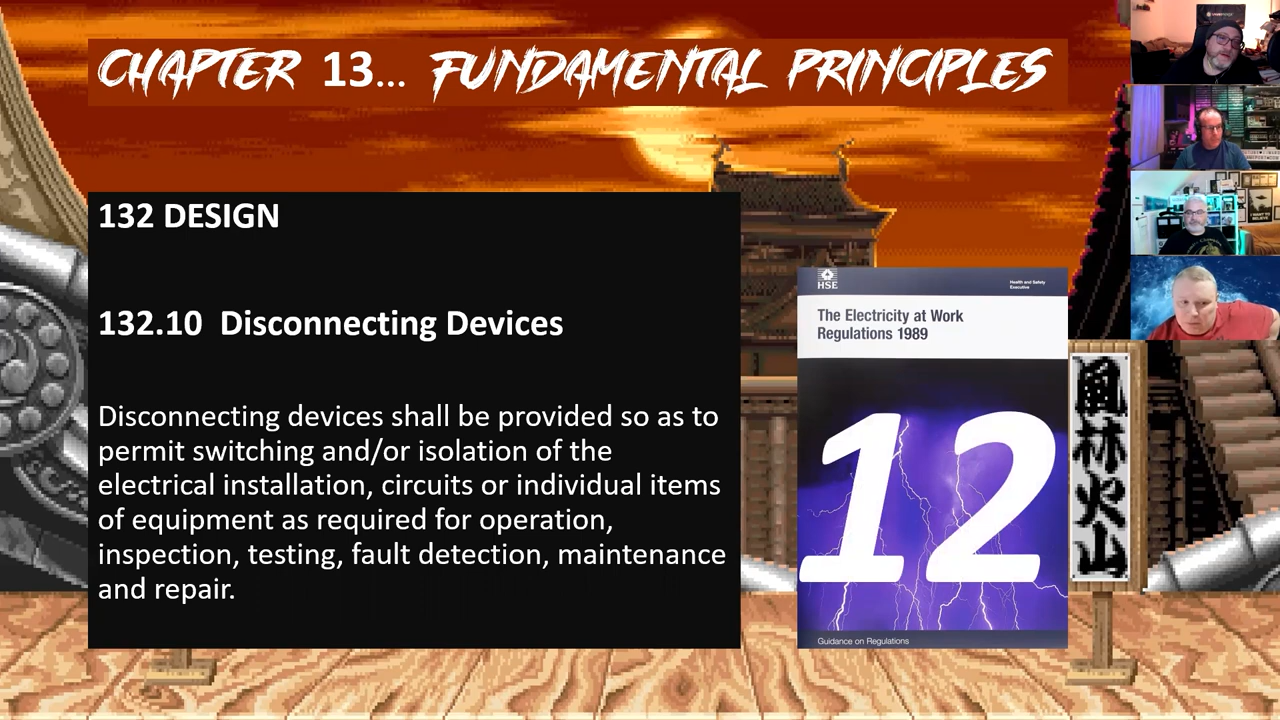 CHAPTER 13... FUNDAMENTAL PRINCIPLES
132 DESIGN
132.10 Disconnecting Devices
Disconnecting devices shall be provided so as to
permit switching and/or isolation of the
electrical installation, circuits or individual items
of equipment as required for operation,
inspection, testing, fault detection, maintenance
and repair.
HSE
Health and Safety
Executive
The Electricity at Work
Regulations 1989
12
Guidance on Regulations
風林火山
I WANT TO
BELIEVE